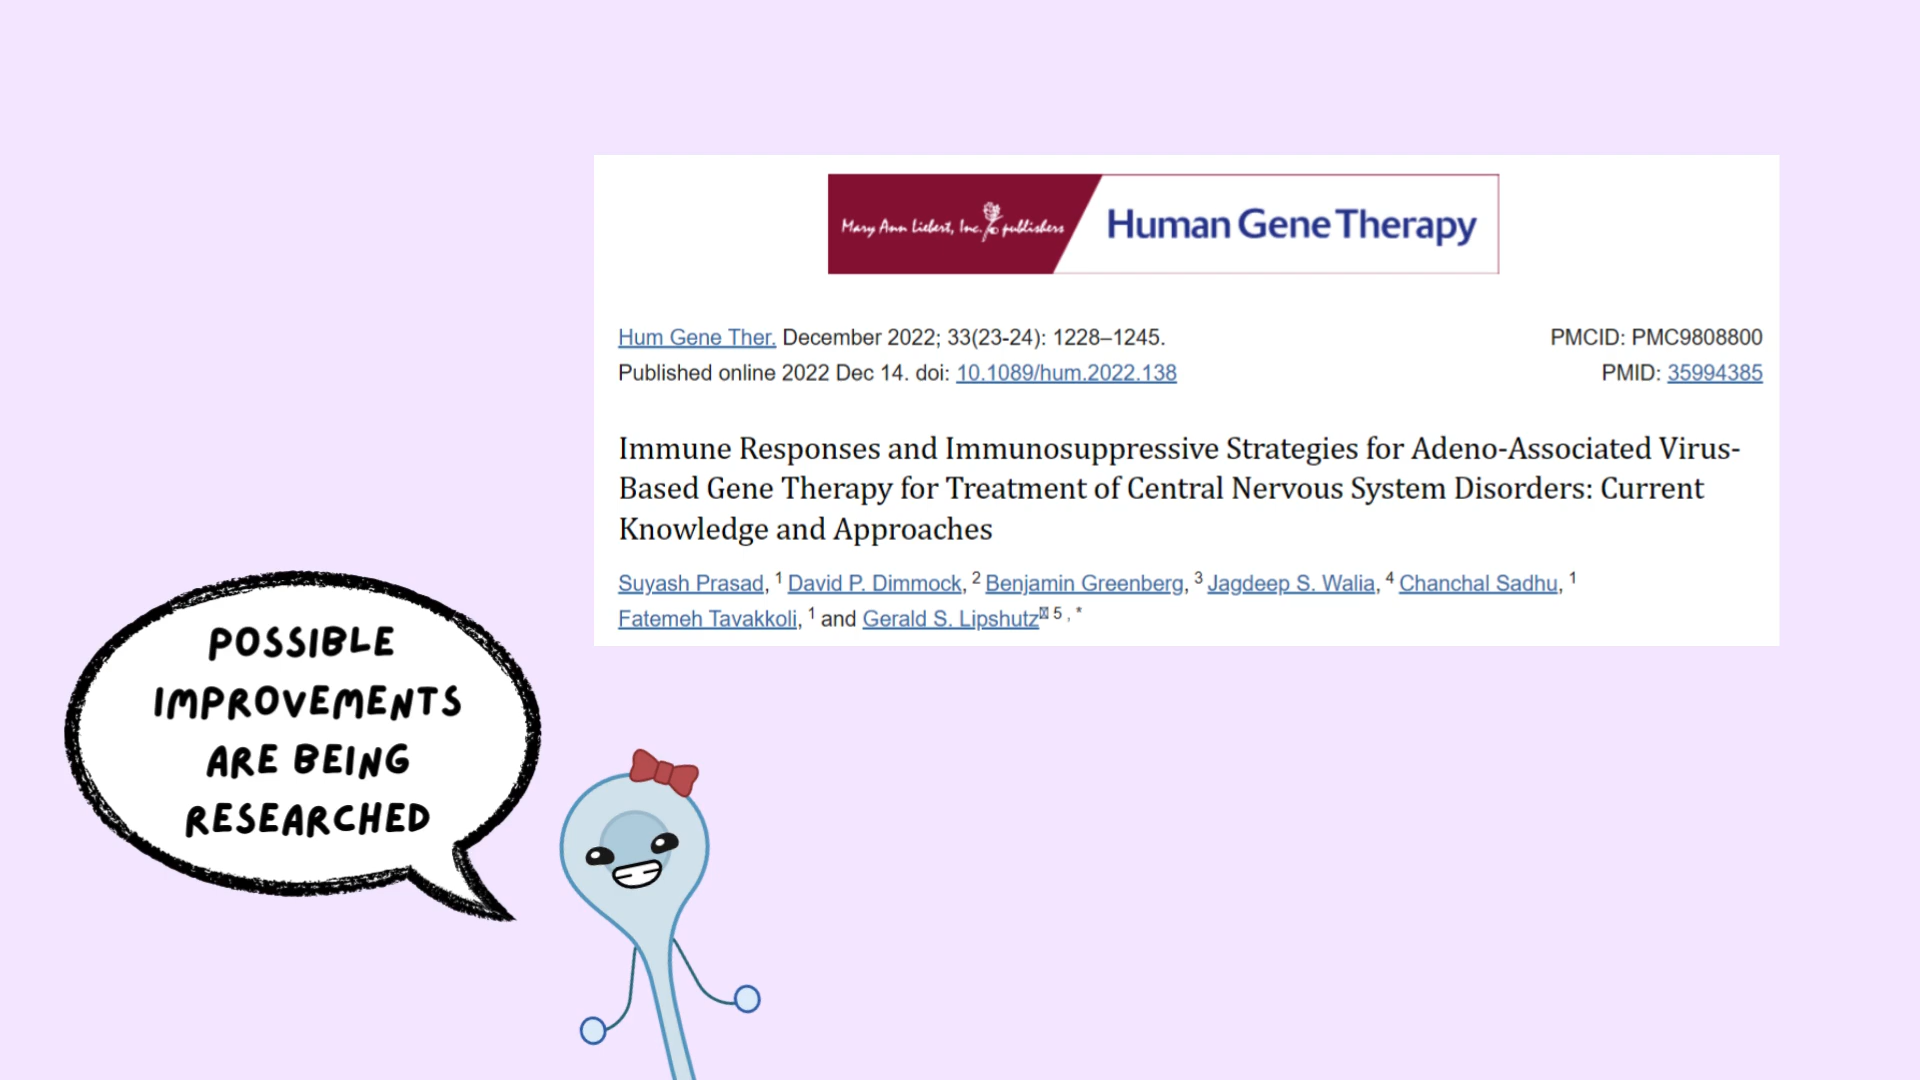 Mary Ann Liebert, Inc. publishers
Human Gene Therapy
Hum Gene Ther. December 2022; 33(23-24): 1228–1245.
PMCID: PMC9808800
Published online 2022 Dec 14. doi: 10.1089/hum.2022.138
PMID: 35994385
Immune Responses and Immunosuppressive Strategies for Adeno-Associated Virus-
Based Gene Therapy for Treatment of Central Nervous System Disorders: Current
Knowledge and Approaches
Suyash Prasad, 1 David P. Dimmock, 2 Benjamin Greenberg, 3 Jagdeep S. Walia, 4 Chanchal Sadhu, 1
Fatemeh Tavakkoli, 1 and Gerald S. Lipshutz 5 , *
POSSIBLE
IMPROVEMENTS
ARE BEING
RESEARCHED